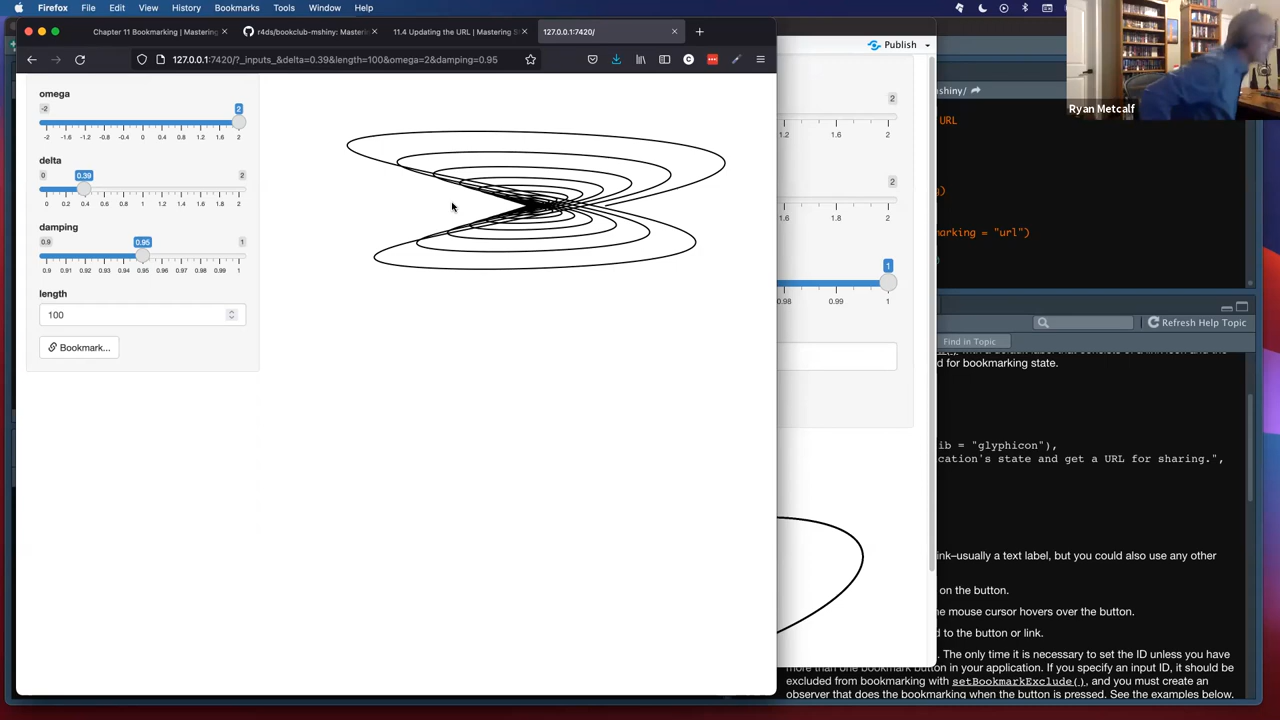 Firefox File Edit View History Bookmarks Tools Window Help
Chapter 11 Bookmarking | Mastering
r4ds/bookclub-mshiny: Masteri
11.4 Updating the URL | Mastering S
127.0.0.1:7420/
127.0.0.1:7420/?_inputs_&delta=0.39&length=100&omega=2&damping=0.95
Publish
Ryan Metcalf
omega
-2 2
-2 -1.6 -1.2 -0.8 -0.4 0 0.4 0.8 1.2 1.6 2
delta
0 0.39 2
0 0.2 0.4 0.6 0.8 1 1.2 1.4 1.6 1.8 2
damping
0.9 0.95 1
0.9 0.91 0.92 0.93 0.94 0.95 0.96 0.97 0.98 0.99 1
length
100
Bookmark...
2
1.2 1.6 2
2
1.6 1.8 2
1
0.98 0.99 1
mshiny/
URL
g)
marking = "url")
Refresh Help Topic
Find in Topic
d for bookmarking state.
ib = "glyphicon"),
cation's state and get a URL for sharing.",
ink–usually a text label, but you could also use any other
on the button.
e mouse cursor hovers over the button.
d to the button or link.
. The only time it is necessary to set the ID unless you have
more than one bookmark button in your application. If you specify an input ID, it should be
excluded from bookmarking with setBookmarkExclude(), and you must create an
observer that does the bookmarking when the button is pressed. See the examples below.